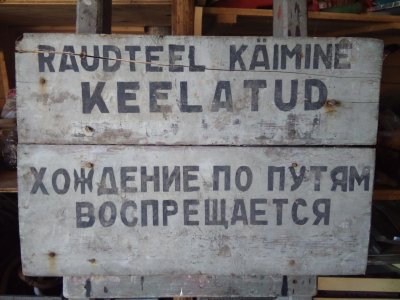 RAUDTEEL KÄIMINE
KEELATUD
ХОЖДЕНИЕ ПО ПУТЯМ
ВОСПРЕЩАЕТСЯ